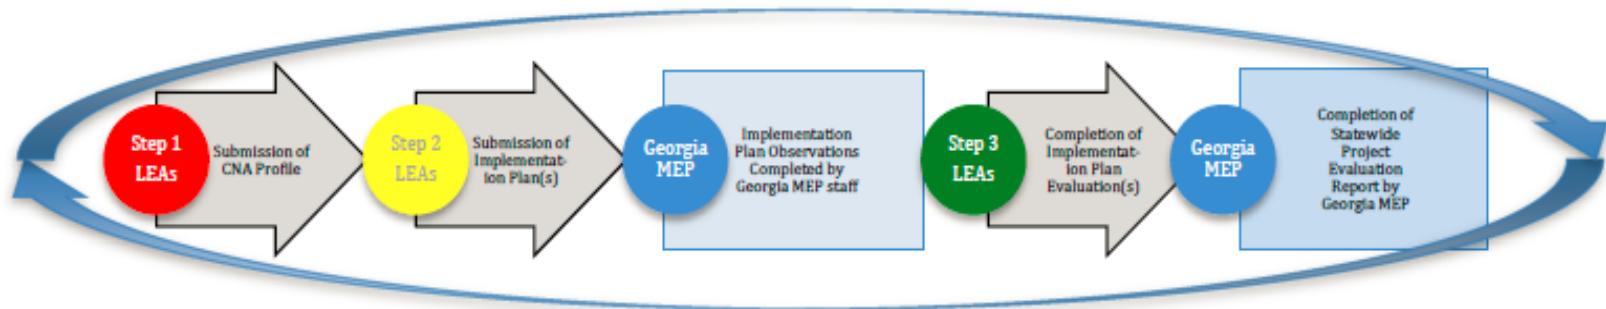 Step 1
LEAs
Submission of
CNA Profile
Step 2
LEAs
Submission of
Implementat-
ion Plan(s)
Georgia
MEP
Implementation
Plan Observations
Completed by
Georgia MEP staff
Step 3
LEAs
Completion of
Implementat-
ion Plan
Evaluation(s)
Georgia
MEP
Completion of
Statewide
Project
Evaluation
Report by
Georgia MEP